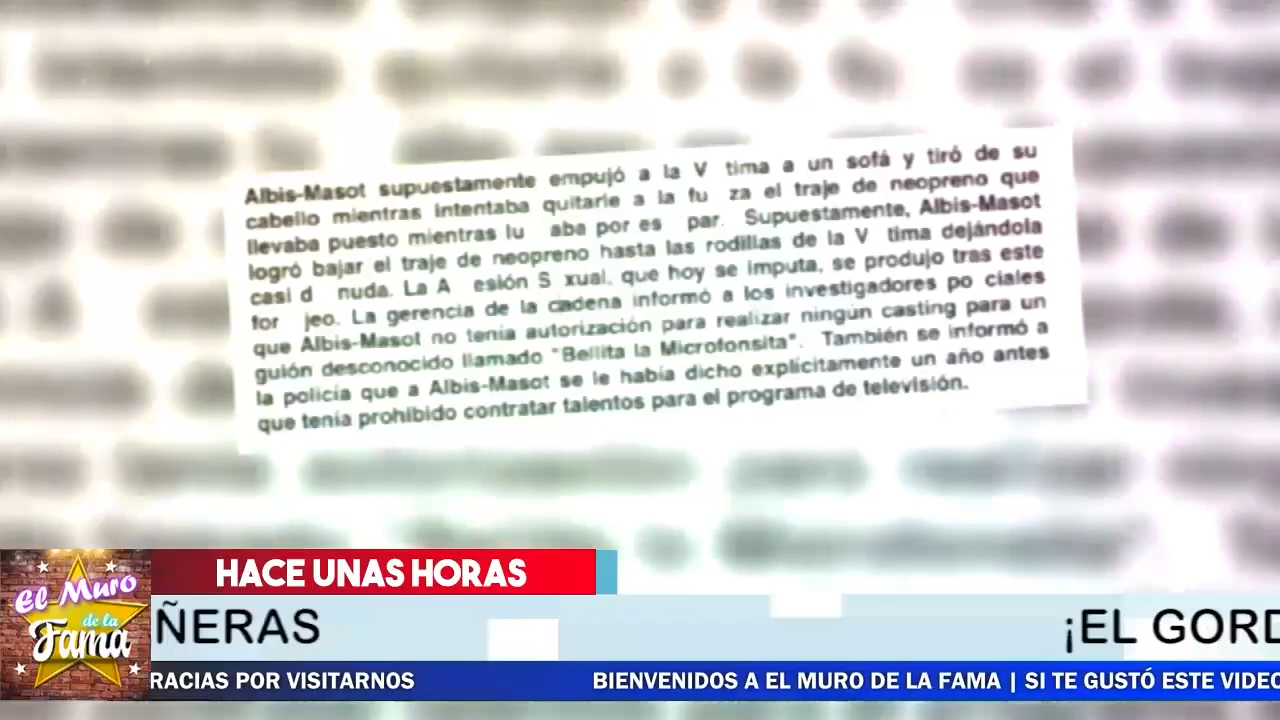 Albis-Masot supuestamente empujó a la V tima a un sofá y tiró de su
cabello mientras intentaba quitarle a la fu za el traje de neopreno que
llevaba puesto mientras lu aba por es par. Supuestamente, Albis-Masot
logró bajar el traje de neopreno hasta las rodillas de la V tima dejándola
casi d nuda. La A esión S xual, que hoy se imputa, se produjo tras este
for jeo. La gerencia de la cadena informó a los investigadores po ciales
que Albis-Masot no tenía autorización para realizar ningún casting para un
guión desconocido llamado "Bellita la Microfonsita". También se informó a
la policía que a Albis-Masot se le había dicho explícitamente un año antes
que tenía prohibido contratar talentos para el programa de televisión.
HACE UNAS HORAS
El Muro
de la
Fama
ÑERAS ¡EL GORD
RACIAS POR VISITARNOS BIENVENIDOS A EL MURO DE LA FAMA | SI TE GUSTÓ ESTE VIDEO